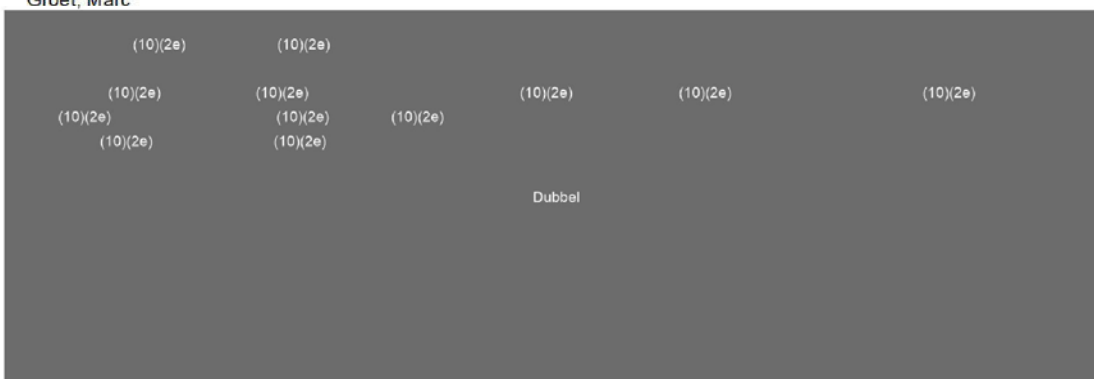 Groet, Marc
(10)(2e) (10)(2e)
(10)(2e) (10)(2e) (10)(2e) (10)(2e) (10)(2e)
(10)(2e) (10)(2e) (10)(2e)
(10)(2e) (10)(2e)
Dubbel